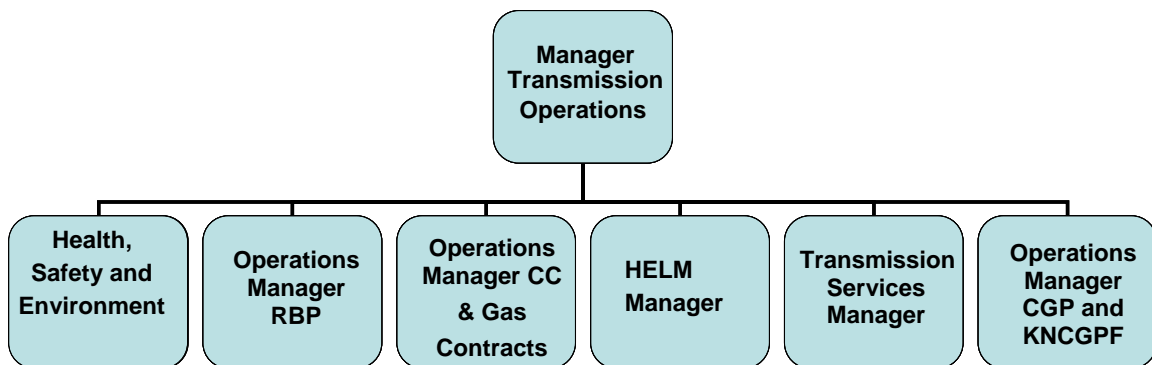 Manager
Transmission
Operations
Health,
Safety and
Environment
Operations
Manager
RBP
Operations
Manager CC
& Gas
Contracts
HELM
Manager
Transmission
Services
Manager
Operations
Manager
CGP and
KNCGPF